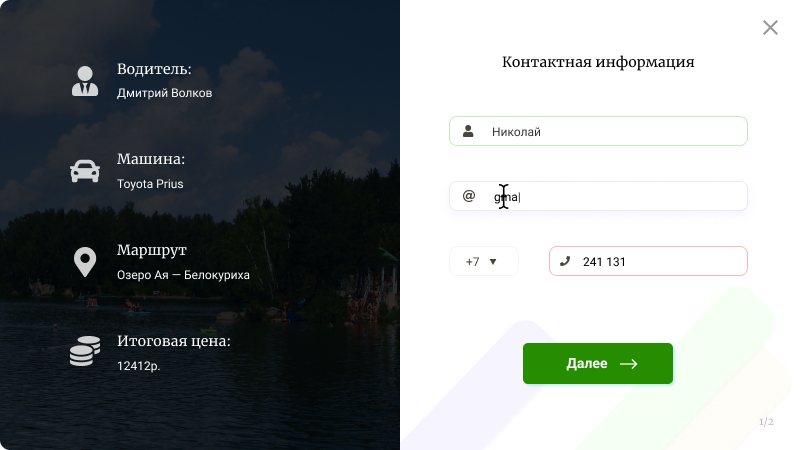 Водитель:
Дмитрий Волков
Машина:
Toyota Prius
Маршрут
Озеро Ая — Белокуриха
Итоговая цена:
12412р.
Контактная информация
Николай
@
gma
+7
241 131
Далее
1/2